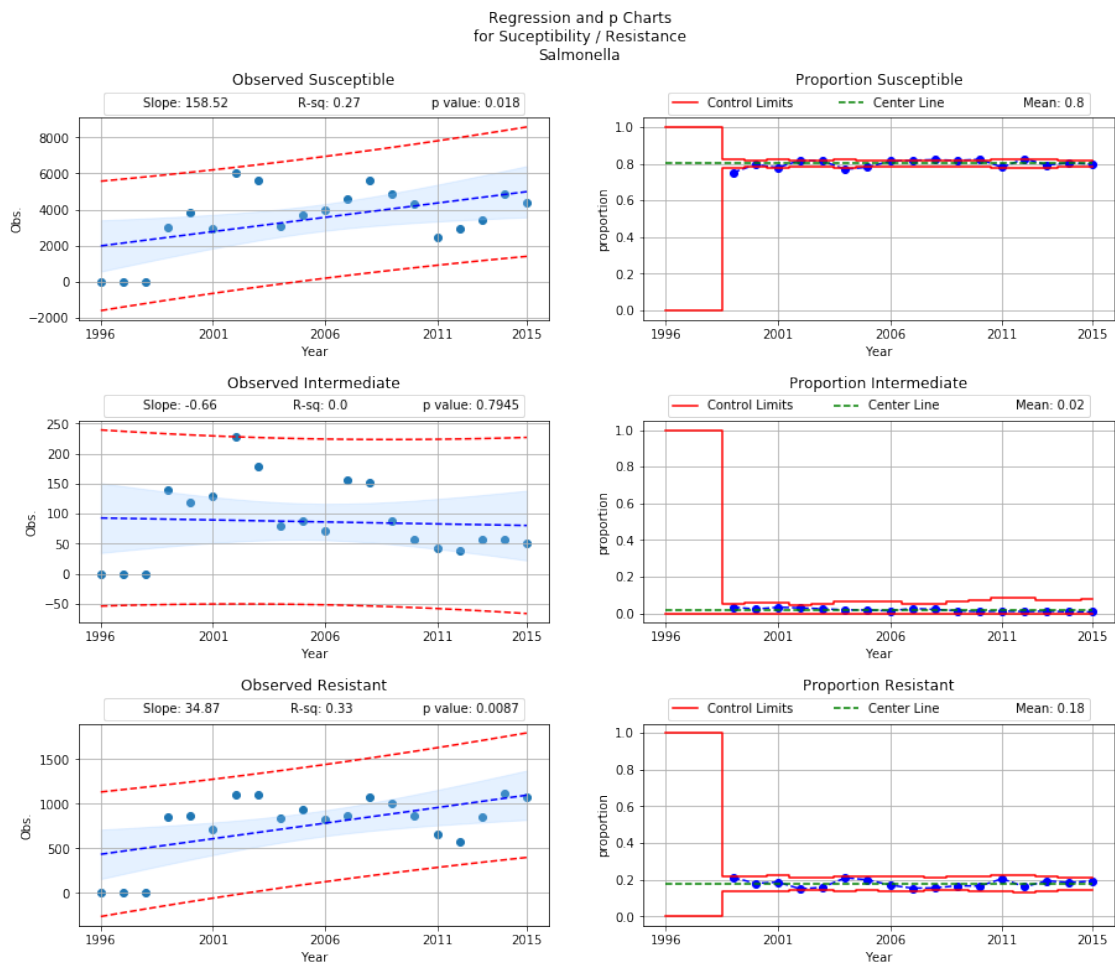 Regression and p Charts
for Suceptibility / Resistance
Salmonella
Observed Susceptible
Slope: 158.52 R-sq: 0.27 p value: 0.018
8000
6000
4000
2000
0
−2000
Obs.
1996 2001 2006 2011 2015
Year
Proportion Susceptible
Control Limits Center Line Mean: 0.8
1.0
0.8
0.6
0.4
0.2
0.0
proportion
1996 2001 2006 2011 2015
Year
Observed Intermediate
Slope: -0.66 R-sq: 0.0 p value: 0.7945
250
200
150
100
50
0
−50
Obs.
1996 2001 2006 2011 2015
Year
Proportion Intermediate
Control Limits Center Line Mean: 0.02
1.0
0.8
0.6
0.4
0.2
0.0
proportion
1996 2001 2006 2011 2015
Year
Observed Resistant
Slope: 34.87 R-sq: 0.33 p value: 0.0087
1500
1000
500
0
Obs.
1996 2001 2006 2011 2015
Year
Proportion Resistant
Control Limits Center Line Mean: 0.18
1.0
0.8
0.6
0.4
0.2
0.0
proportion
1996 2001 2006 2011 2015
Year